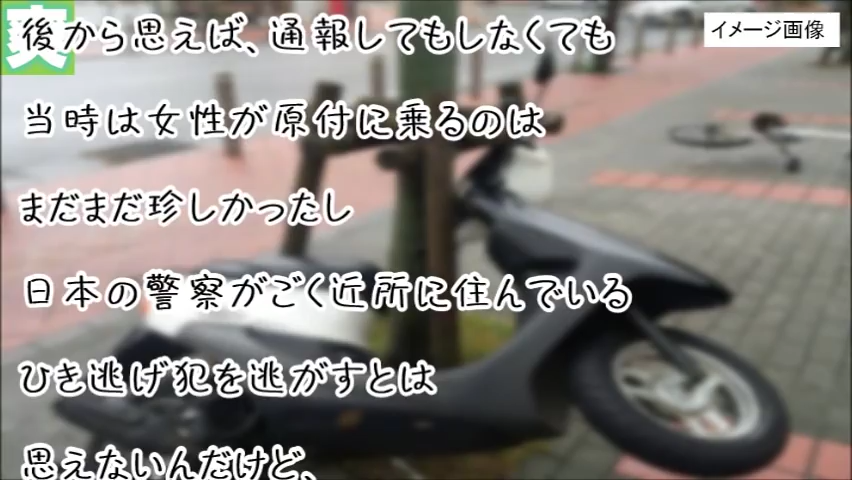 爽
イメージ画像
後から思えば、通報してもしなくても
当時は女性が原付に乗るのは
まだまだ珍しかったし
日本の警察がごく近所に住んでいる
ひき逃げ犯を逃がすとは
思えないんだけど、